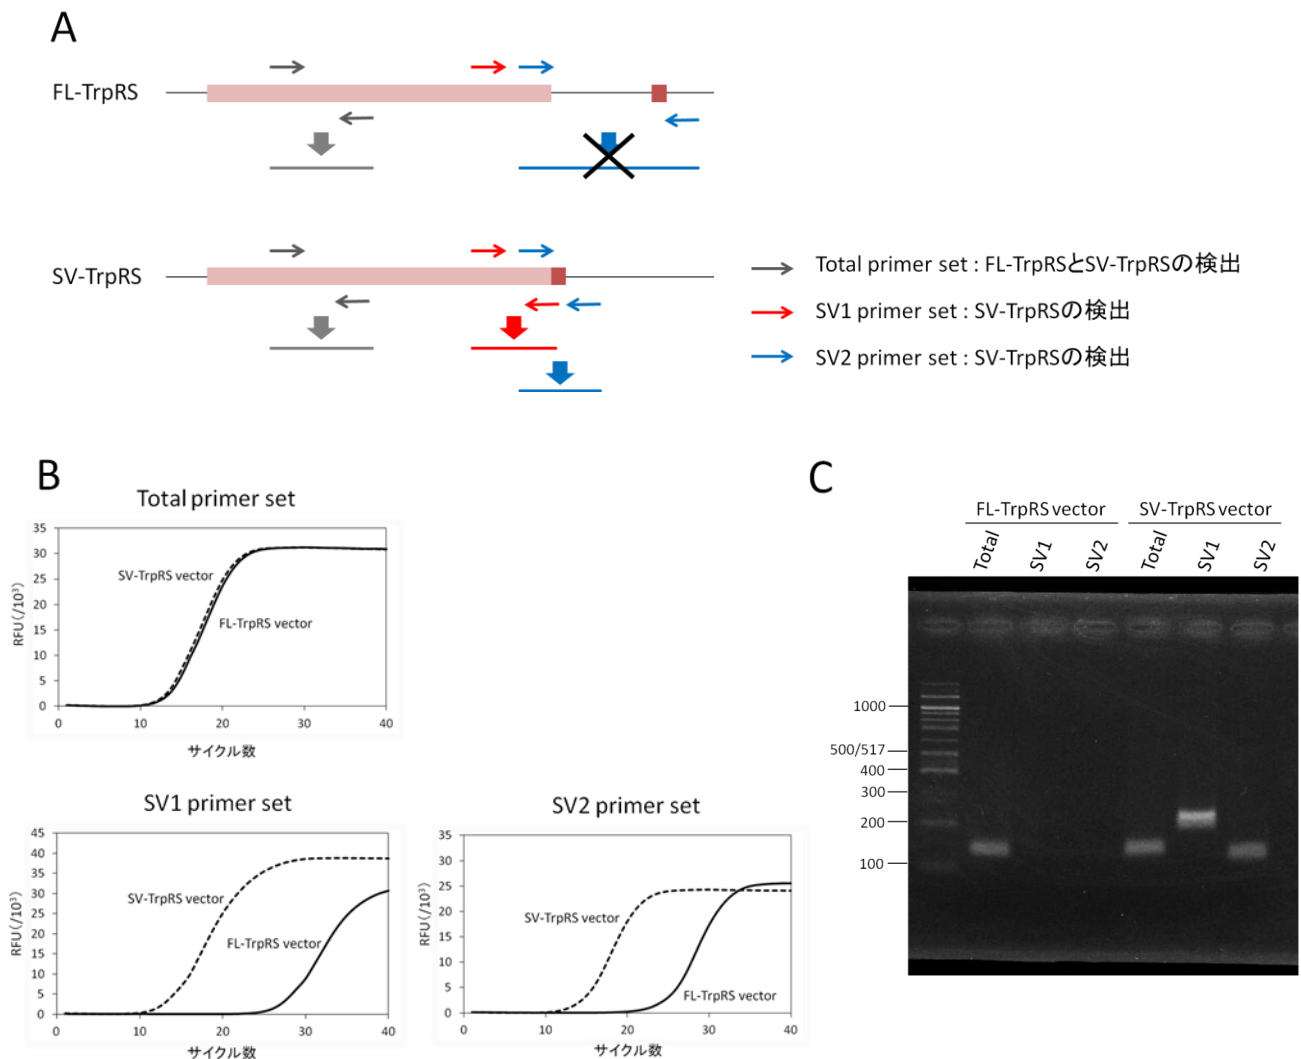 A
FL-TrpRS
SV-TrpRS
Total primer set : FL-TrpRSとSV-TrpRSの検出
SV1 primer set : SV-TrpRSの検出
SV2 primer set : SV-TrpRSの検出
B
Total primer set
35
30
25
20
15
10
5
0
RFU(/10³)
SV-TrpRS vector
FL-TrpRS vector
0 10 20 30 40
サイクル数
SV1 primer set
45
40
35
30
25
20
15
10
5
0
RFU(/10³)
SV-TrpRS vector
FL-TrpRS vector
0 10 20 30 40
サイクル数
SV2 primer set
35
30
25
20
15
10
5
0
RFU(/10³)
SV-TrpRS vector
FL-TrpRS vector
0 10 20 30 40
サイクル数
C
FL-TrpRS vector SV-TrpRS vector
Total SV1 SV2 Total SV1 SV2
1000
500/517
400
300
200
100